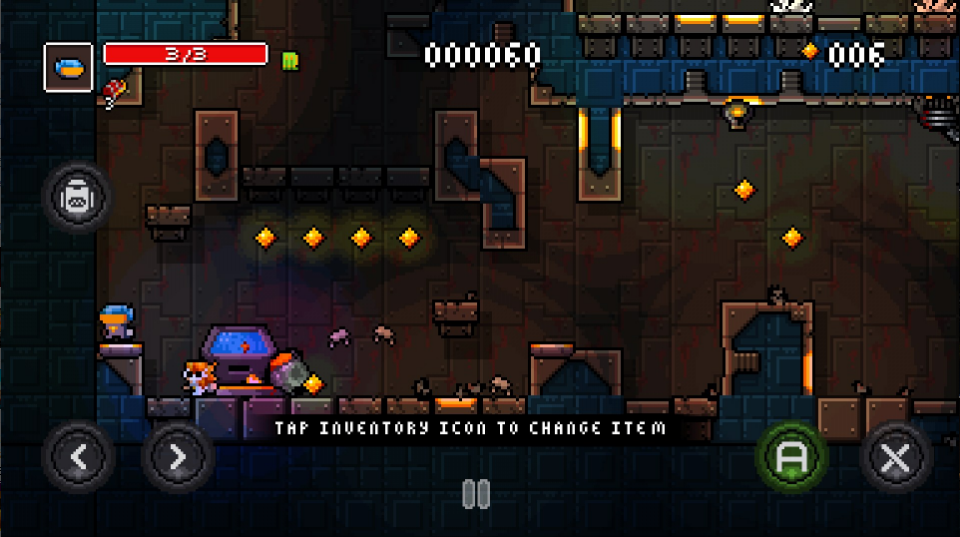 3/3
000060
006
TAP INVENTORY ICON TO CHANGE ITEM
A
X